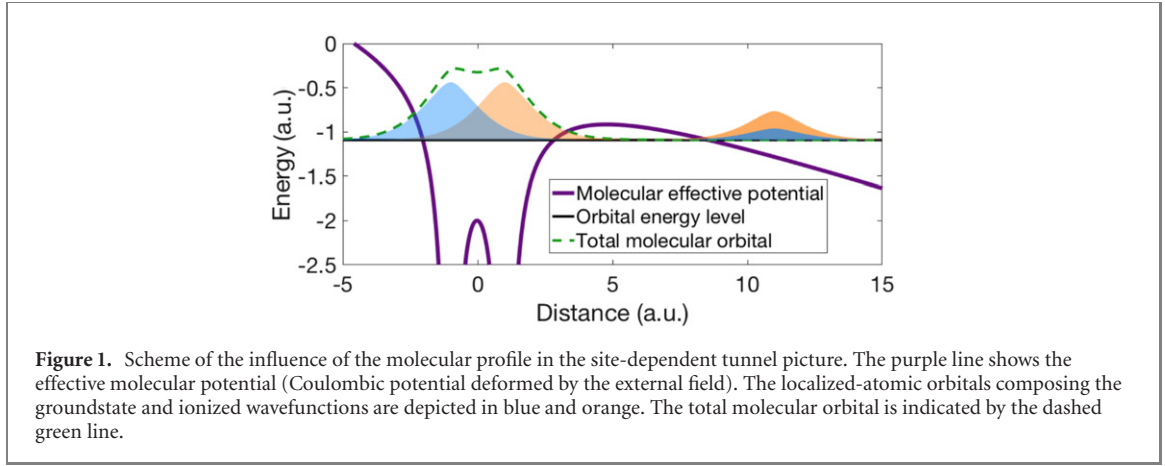 0
-0.5
-1
-1.5
-2
-2.5
Energy (a.u.)
Molecular effective potential
Orbital energy level
Total molecular orbital
-5 0 5 10 15
Distance (a.u.)
Figure 1. Scheme of the influence of the molecular profile in the site-dependent tunnel picture. The purple line shows the
effective molecular potential (Coulombic potential deformed by the external field). The localized-atomic orbitals composing the
groundstate and ionized wavefunctions are depicted in blue and orange. The total molecular orbital is indicated by the dashed
green line.